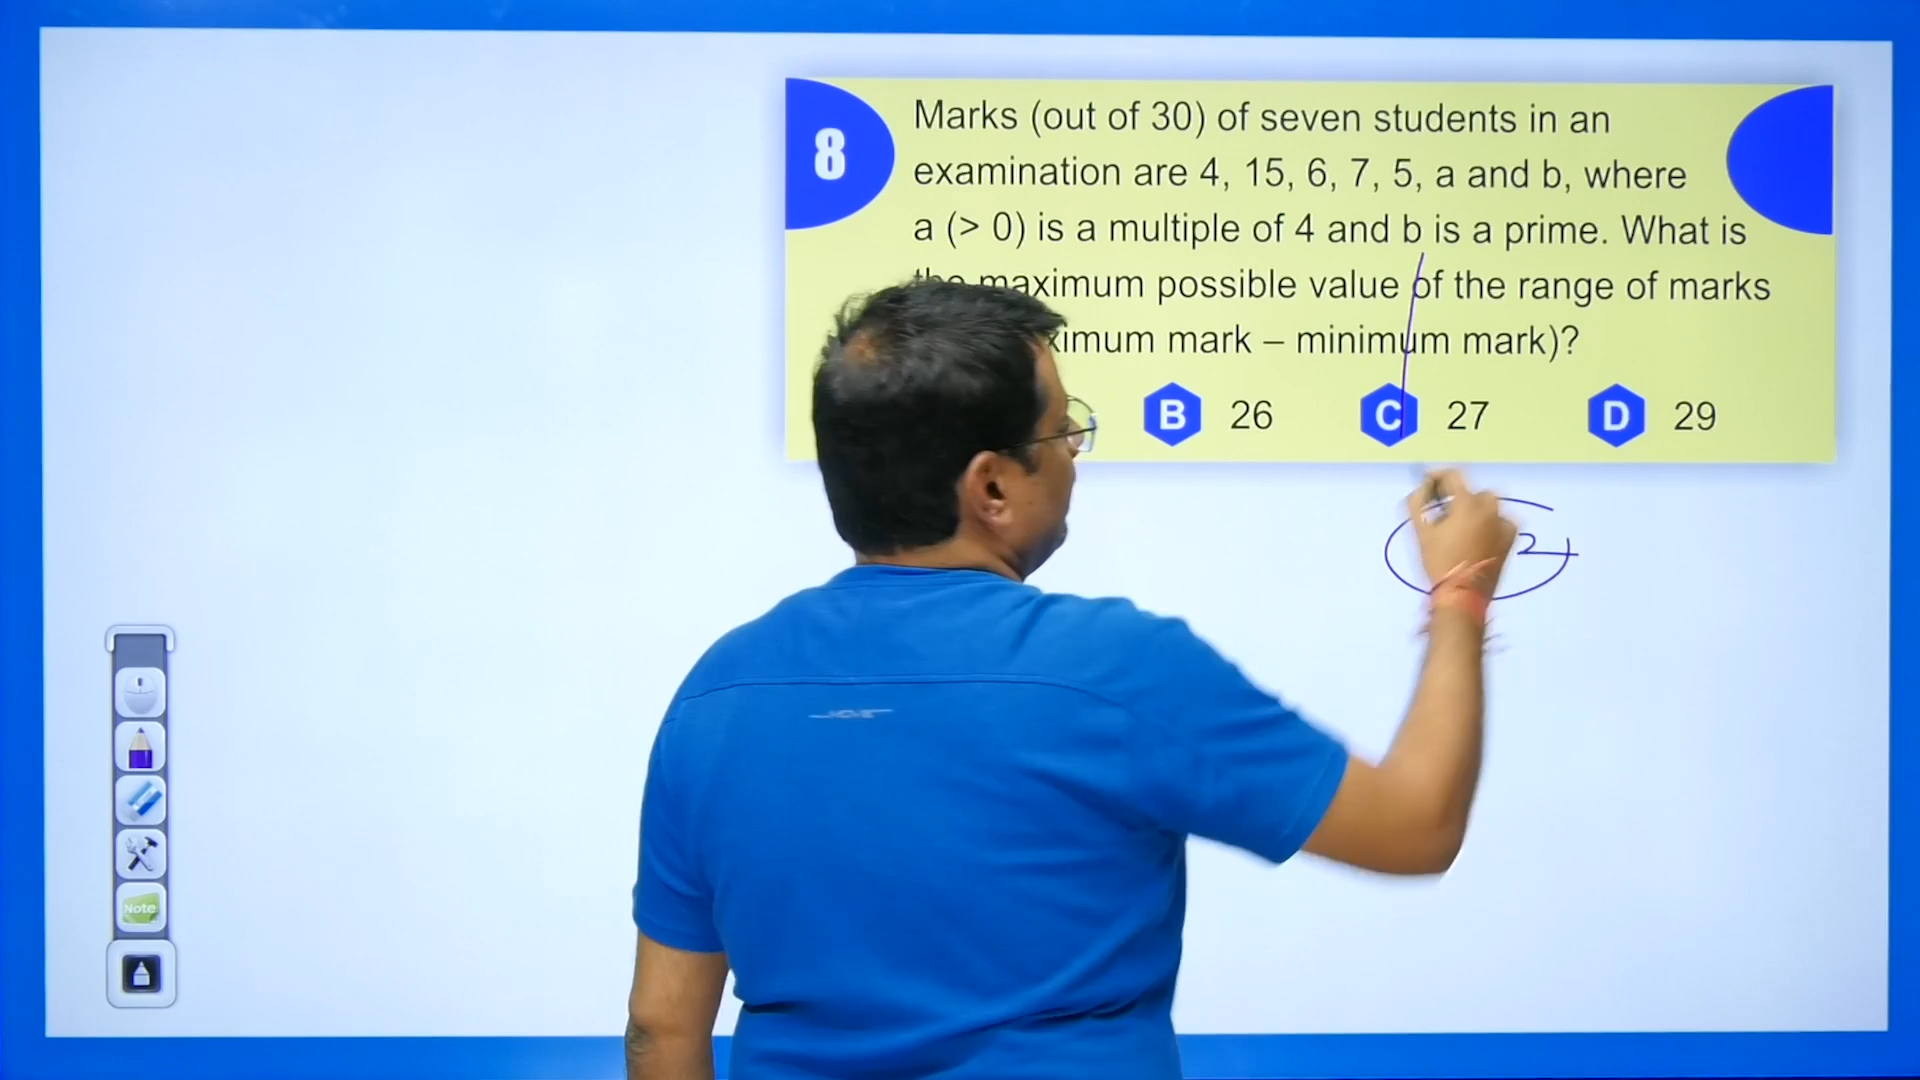 8
Marks (out of 30) of seven students in an
examination are 4, 15, 6, 7, 5, a and b, where
a (> 0) is a multiple of 4 and b is a prime. What is
the maximum possible value of the range of marks
ximum mark – minimum mark)?
B 26 C 27 D 29
2
Note